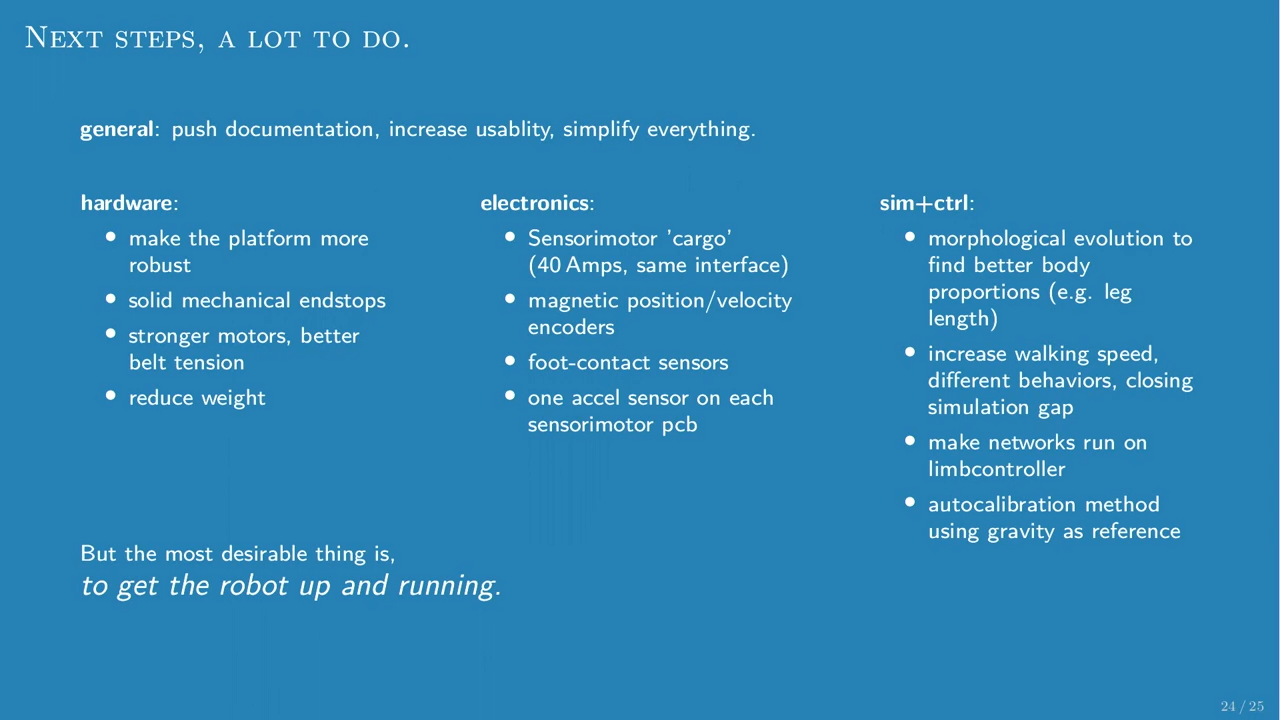 Next steps, a lot to do.
general: push documentation, increase usablity, simplify everything.
hardware:
• make the platform more
robust
• solid mechanical endstops
• stronger motors, better
belt tension
• reduce weight
electronics:
• Sensorimotor 'cargo'
(40 Amps, same interface)
• magnetic position/velocity
encoders
• foot-contact sensors
• one accel sensor on each
sensorimotor pcb
sim+ctrl:
• morphological evolution to
find better body
proportions (e.g. leg
length)
• increase walking speed,
different behaviors, closing
simulation gap
• make networks run on
limbcontroller
• autocalibration method
using gravity as reference
But the most desirable thing is,
to get the robot up and running.
24 / 25